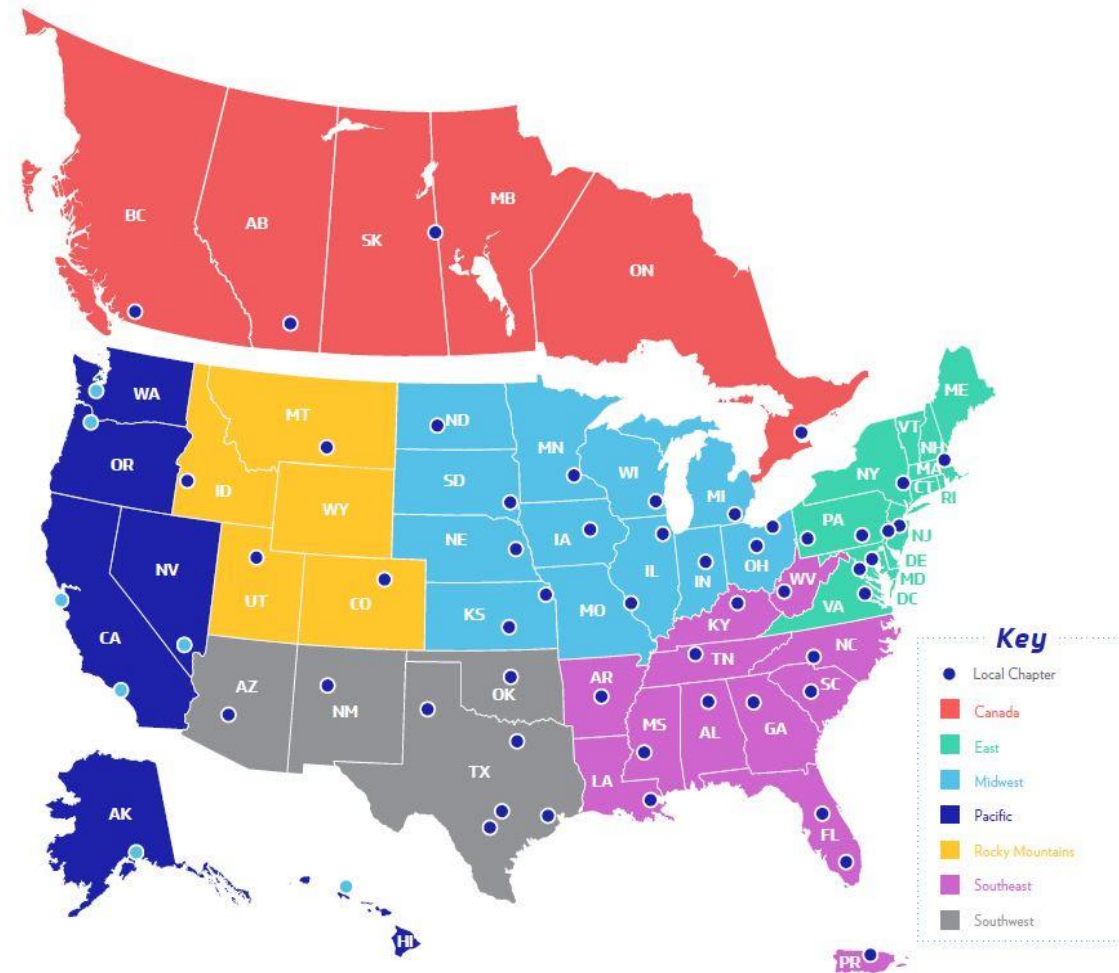 BC
AB
SK
MB
ON
WA
OR
CA
NV
AK
HI
MT
ID
WY
UT
CO
ND
SD
NE
KS
MN
IA
MO
WI
IL
MI
IN
OH
AZ
NM
OK
TX
AR
LA
MS
AL
TN
KY
WV
NC
SC
GA
FL
PR
ME
VT
NH
MA
CT
RI
NY
PA
NJ
DE
MD
DC
VA
Key
Local Chapter
Canada
East
Midwest
Pacific
Rocky Mountains
Southeast
Southwest